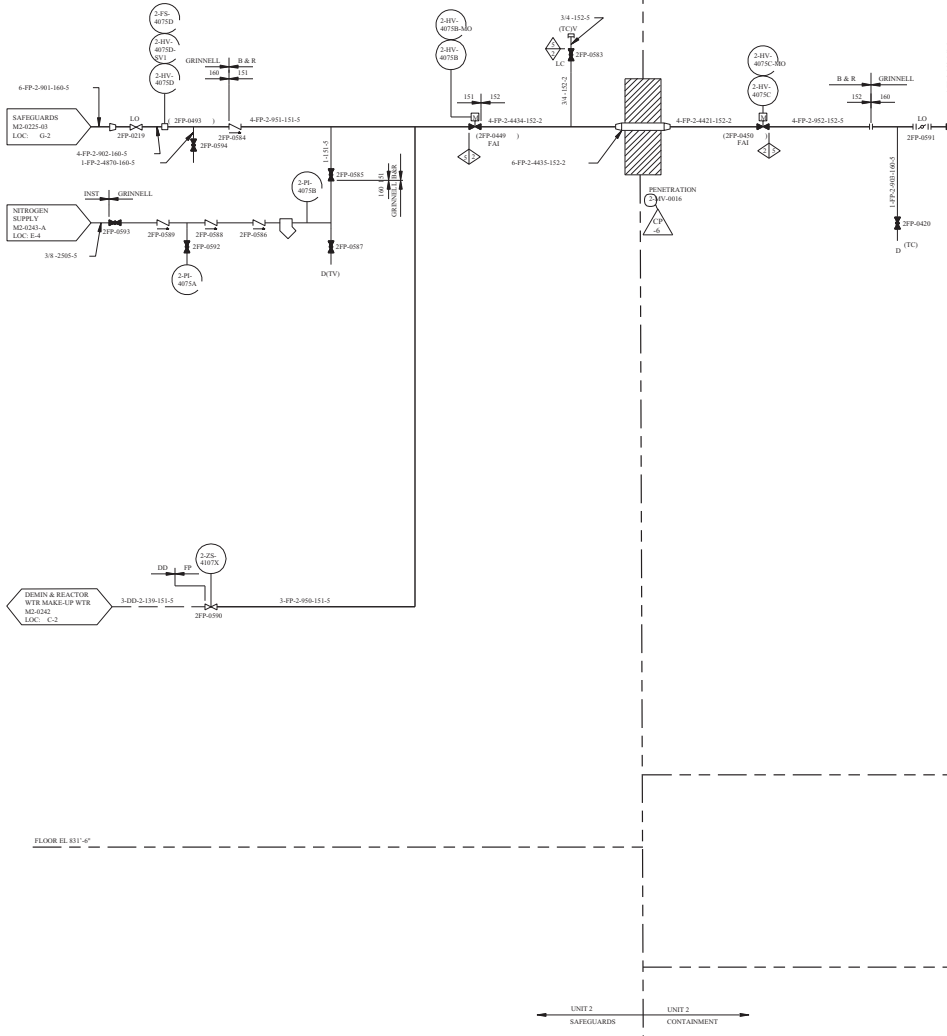 2-FS-
4075D
2-HV-
4075D-
SV1
2-HV-
4075D
GRINNELL
B & R
160
151
6-FP-2-901-160-5
SAFEGUARDS
M2-0225-03
LOC: G-2
LO
2FP-0219
( 2FP-0493 )
4-FP-2-951-151-5
2FP-0584
2FP-0594
4-FP-2-902-160-5
1-FP-2-4870-160-5
2-HV-
4075B-MO
2-HV-
4075B
151
152
M
(2FP-0449 )
FAI
5
2
4-FP-2-4434-152-2
3/4 -152-5
(TC)V
5
2
LC
2FP-0583
3/4 -152-2
6-FP-2-4435-152-2
PENETRATION
2-MV-0016
CP
-6
4-FP-2-4421-152-2
2-HV-
4075C-MO
2-HV-
4075C
M
(2FP-0450 )
FAI
2
5
4-FP-2-952-152-5
B & R
GRINNELL
152
160
LO
2FP-0591
1-FP-2-903-160-5
2FP-0420
(TC)
D
1-151-5
2FP-0585
160
151
GRINNELL
B&R
2-PI-
4075B
INST
GRINNELL
NITROGEN
SUPPLY
M2-0243-A
LOC: E-4
2FP-0593
3/8 -2505-5
2FP-0589
2FP-0588
2FP-0586
2FP-0592
2-PI-
4075A
2FP-0587
D(TV)
2-ZS-
4107X
DD
FP
DEMIN & REACTOR
WTR MAKE-UP WTR
M2-0242
LOC: C-2
3-DD-2-139-151-5
2FP-0590
3-FP-2-950-151-5
FLOOR EL 831'-6"
UNIT 2
SAFEGUARDS
UNIT 2
CONTAINMENT